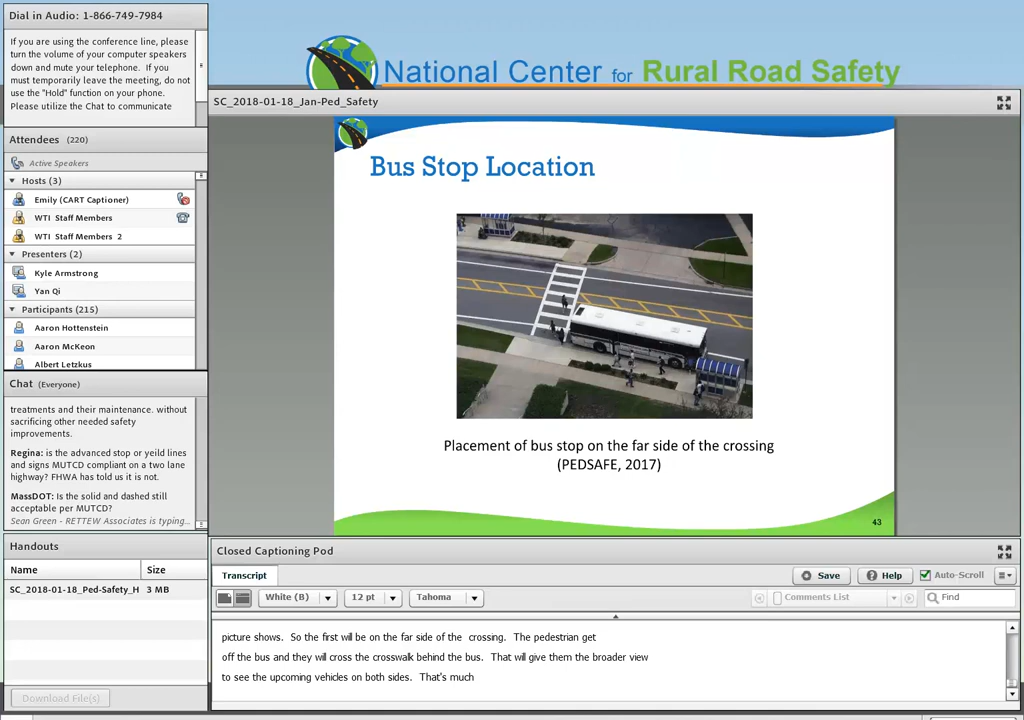 Dial in Audio: 1-866-749-7984
If you are using the conference line, please
turn the volume of your computer speakers
down and mute your telephone. If you
must temporarily leave the meeting, do not
use the "Hold" function on your phone.
Please utilize the Chat to communicate
Attendees (220)
Active Speakers
Hosts (3)
Emily (CART Captioner)
WTI Staff Members
WTI Staff Members 2
Presenters (2)
Kyle Armstrong
Yan Qi
Participants (215)
Aaron Hottenstein
Aaron McKeon
Albert Letzkus
Chat (Everyone)
treatments and their maintenance. without
sacrificing other needed safety
improvements.
Regina: is the advanced stop or yeild lines
and signs MUTCD compliant on a two lane
highway? FHWA has told us it is not.
MassDOT: Is the solid and dashed still
acceptable per MUTCD?
Sean Green - RETTEW Associates is typing...
Handouts
Name Size
SC_2018-01-18_Ped-Safety_H 3 MB
Download File(s)
National Center for Rural Road Safety
SC_2018-01-18_Jan-Ped_Safety
Bus Stop Location
Placement of bus stop on the far side of the crossing
(PEDSAFE, 2017)
43
Closed Captioning Pod
Transcript
Save
Help
Auto-Scroll
White (B)
12 pt
Tahoma
Comments List
Find
picture shows. So the first will be on the far side of the crossing. The pedestrian get
off the bus and they will cross the crosswalk behind the bus. That will give them the broader view
to see the upcoming vehicles on both sides. That's much